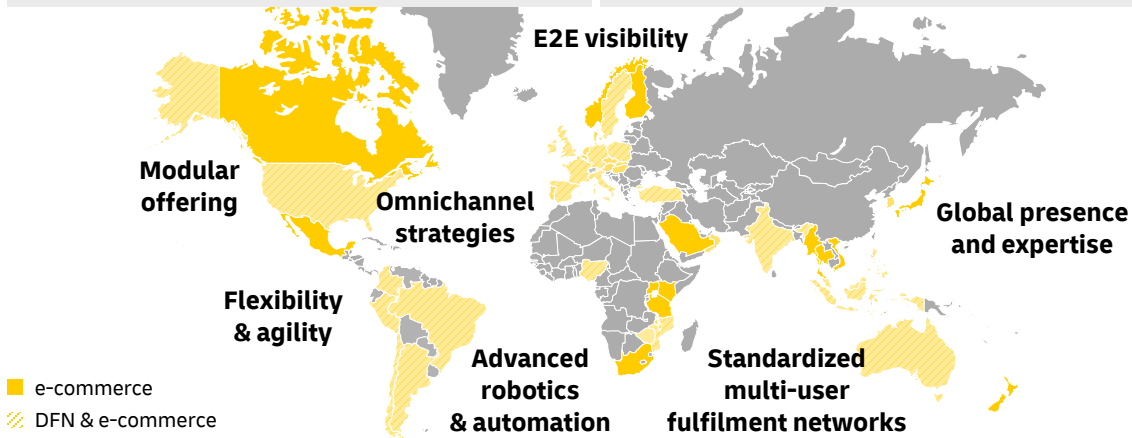 E2E visibility
Modular
offering
Omnichannel
strategies
Global presence
and expertise
Flexibility
& agility
Advanced
robotics
& automation
Standardized
multi-user
fulfilment networks
e-commerce
DFN & e-commerce